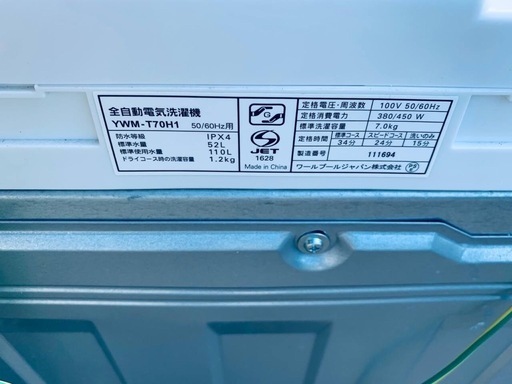 全自動電気洗濯機
YWM-T70H1 50/60Hz用
防水等級 IPX4
標準水量 52L
標準使用水量 110L
ドライコース時の洗濯容量 1.2kg
G
JET
1628
Made in China
定格電圧・周波数 100V 50/60Hz
定格消費電力 380/450 W
標準洗濯容量 7.0kg
定格時間 標準コース スピードコース 洗いのみ
34分 24分 15分
製造番号 111694
ワールプールジャパン株式会社 PSE